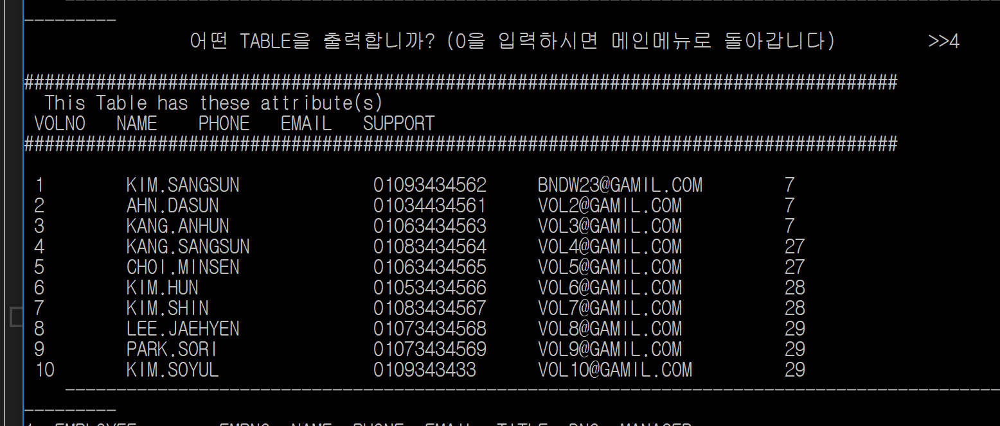 어떤 TABLE을 출력합니까? (0을 입력하시면 메인메뉴로 돌아갑니다) >>4
#####################################################################################
This Table has these attribute(s)
VOLNO NAME PHONE EMAIL SUPPORT
#####################################################################################
1 KIM.SANGSUN 01093434562 BNDW23@GAMIL.COM 7
2 AHN.DASUN 01034434561 VOL2@GAMIL.COM 7
3 KANG.ANHUN 01063434563 VOL3@GAMIL.COM 7
4 KANG.SANGSUN 01083434564 VOL4@GAMIL.COM 27
5 CHOI.MINSEN 01063434565 VOL5@GAMIL.COM 27
6 KIM.HUN 01053434566 VOL6@GAMIL.COM 28
7 KIM.SHIN 01083434567 VOL7@GAMIL.COM 28
8 LEE.JAEHYEN 01073434568 VOL8@GAMIL.COM 29
9 PARK.SORI 01073434569 VOL9@GAMIL.COM 29
10 KIM.SOYUL 0109343433 VOL10@GAMIL.COM 29
1 EMPLOYEE EMPNO NAME PHONE EMAIL TITLE DNO MANAGER